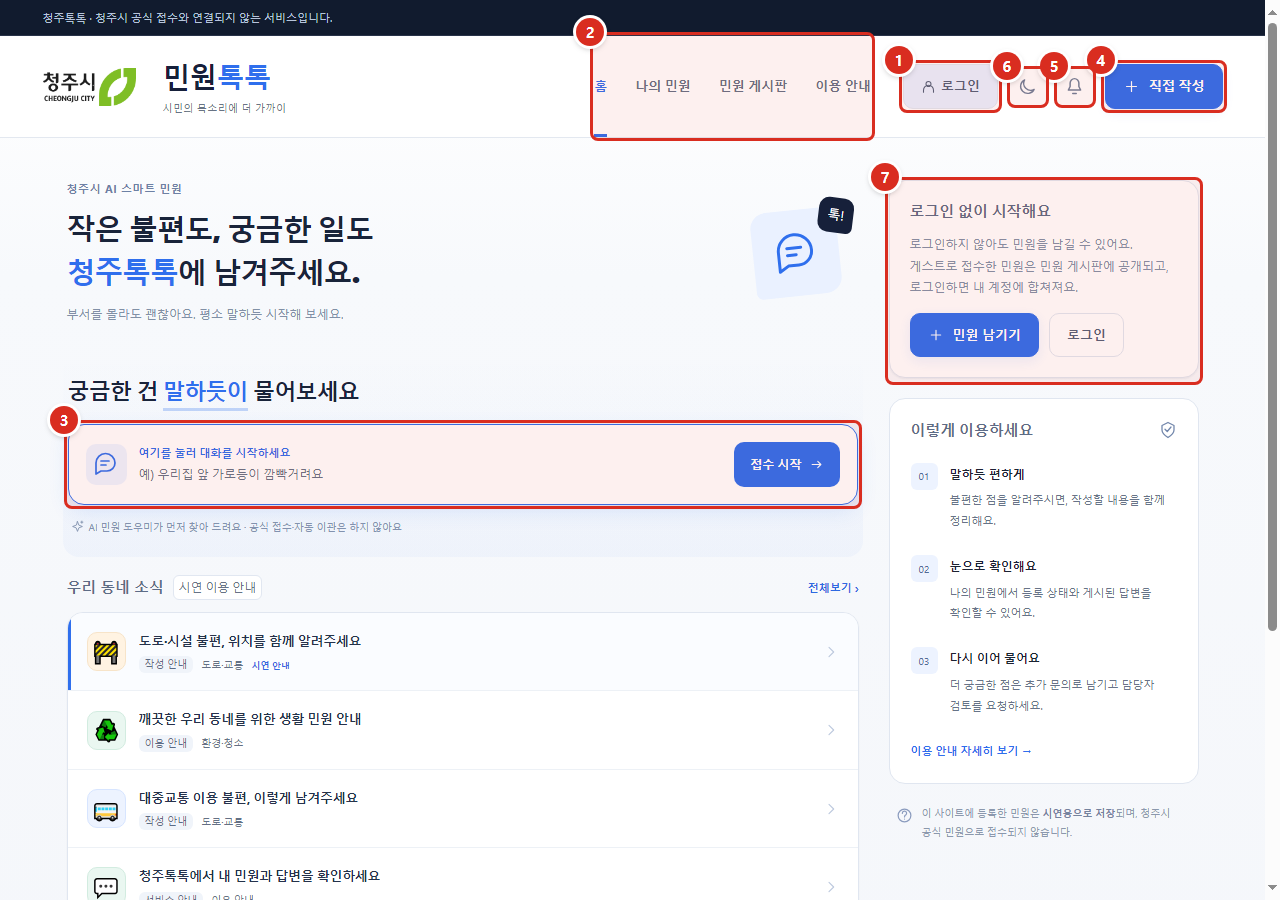 청주톡톡 · 청주시 공식 접수와 연결되지 않는 서비스입니다.
청주시
CHEONGJU CITY
민원톡톡
시민의 목소리에 더 가까이
2
홈
나의 민원
민원 게시판
이용 안내
1
로그인
6
5
4
+ 직접 작성
청주시 AI 스마트 민원
작은 불편도, 궁금한 일도
청주톡톡에 남겨주세요.
부서를 몰라도 괜찮아요. 평소 말하듯 시작해 보세요.
톡!
7
로그인 없이 시작해요
로그인하지 않아도 민원을 남길 수 있어요.
게스트로 접수한 민원은 민원 게시판에 공개되고,
로그인하면 내 계정에 합쳐져요.
+ 민원 남기기
로그인
궁금한 건 말하듯이 물어보세요
3
여기를 눌러 대화를 시작하세요
예) 우리집 앞 가로등이 깜빡거려요
접수 시작 →
AI 민원 도우미가 먼저 찾아 드려요 · 공식 접수·자동 이관은 하지 않아요
이렇게 이용하세요
01
말하듯 편하게
불편한 점을 알려주시면, 작성할 내용을 함께
정리해요.
02
눈으로 확인해요
나의 민원에서 등록 상태와 게시된 답변을
확인할 수 있어요.
03
다시 이어 물어요
더 궁금한 점은 추가 문의로 남기고 담당자
검토를 요청하세요.
이용 안내 자세히 보기 →
이 사이트에 등록한 민원은 시연용으로 저장되며, 청주시
공식 민원으로 접수되지 않습니다.
우리 동네 소식
시연 이용 안내
전체보기 ›
도로·시설 불편, 위치를 함께 알려주세요
작성 안내
도로·교통
시연 안내
깨끗한 우리 동네를 위한 생활 민원 안내
이용 안내
환경·청소
대중교통 이용 불편, 이렇게 남겨주세요
작성 안내
도로·교통
청주톡톡에서 내 민원과 답변을 확인하세요
서비스 안내
이용 안내